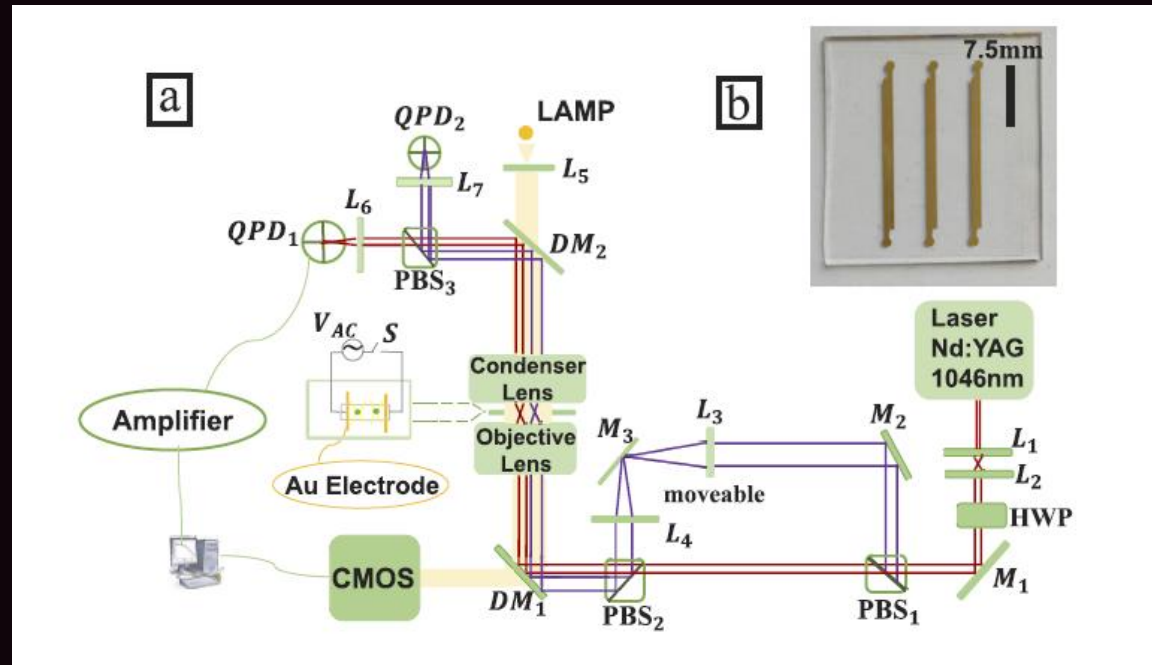 a
b
7.5mm
QPD₂
LAMP
L₅
L₇
L₆
QPD₁
DM₂
PBS₃
V_AC
S
Condenser
Lens
Laser
Nd:YAG
1046nm
Amplifier
Objective
Lens
M₃
L₃
M₂
L₁
L₂
Au Electrode
moveable
L₄
HWP
CMOS
DM₁
PBS₂
PBS₁
M₁